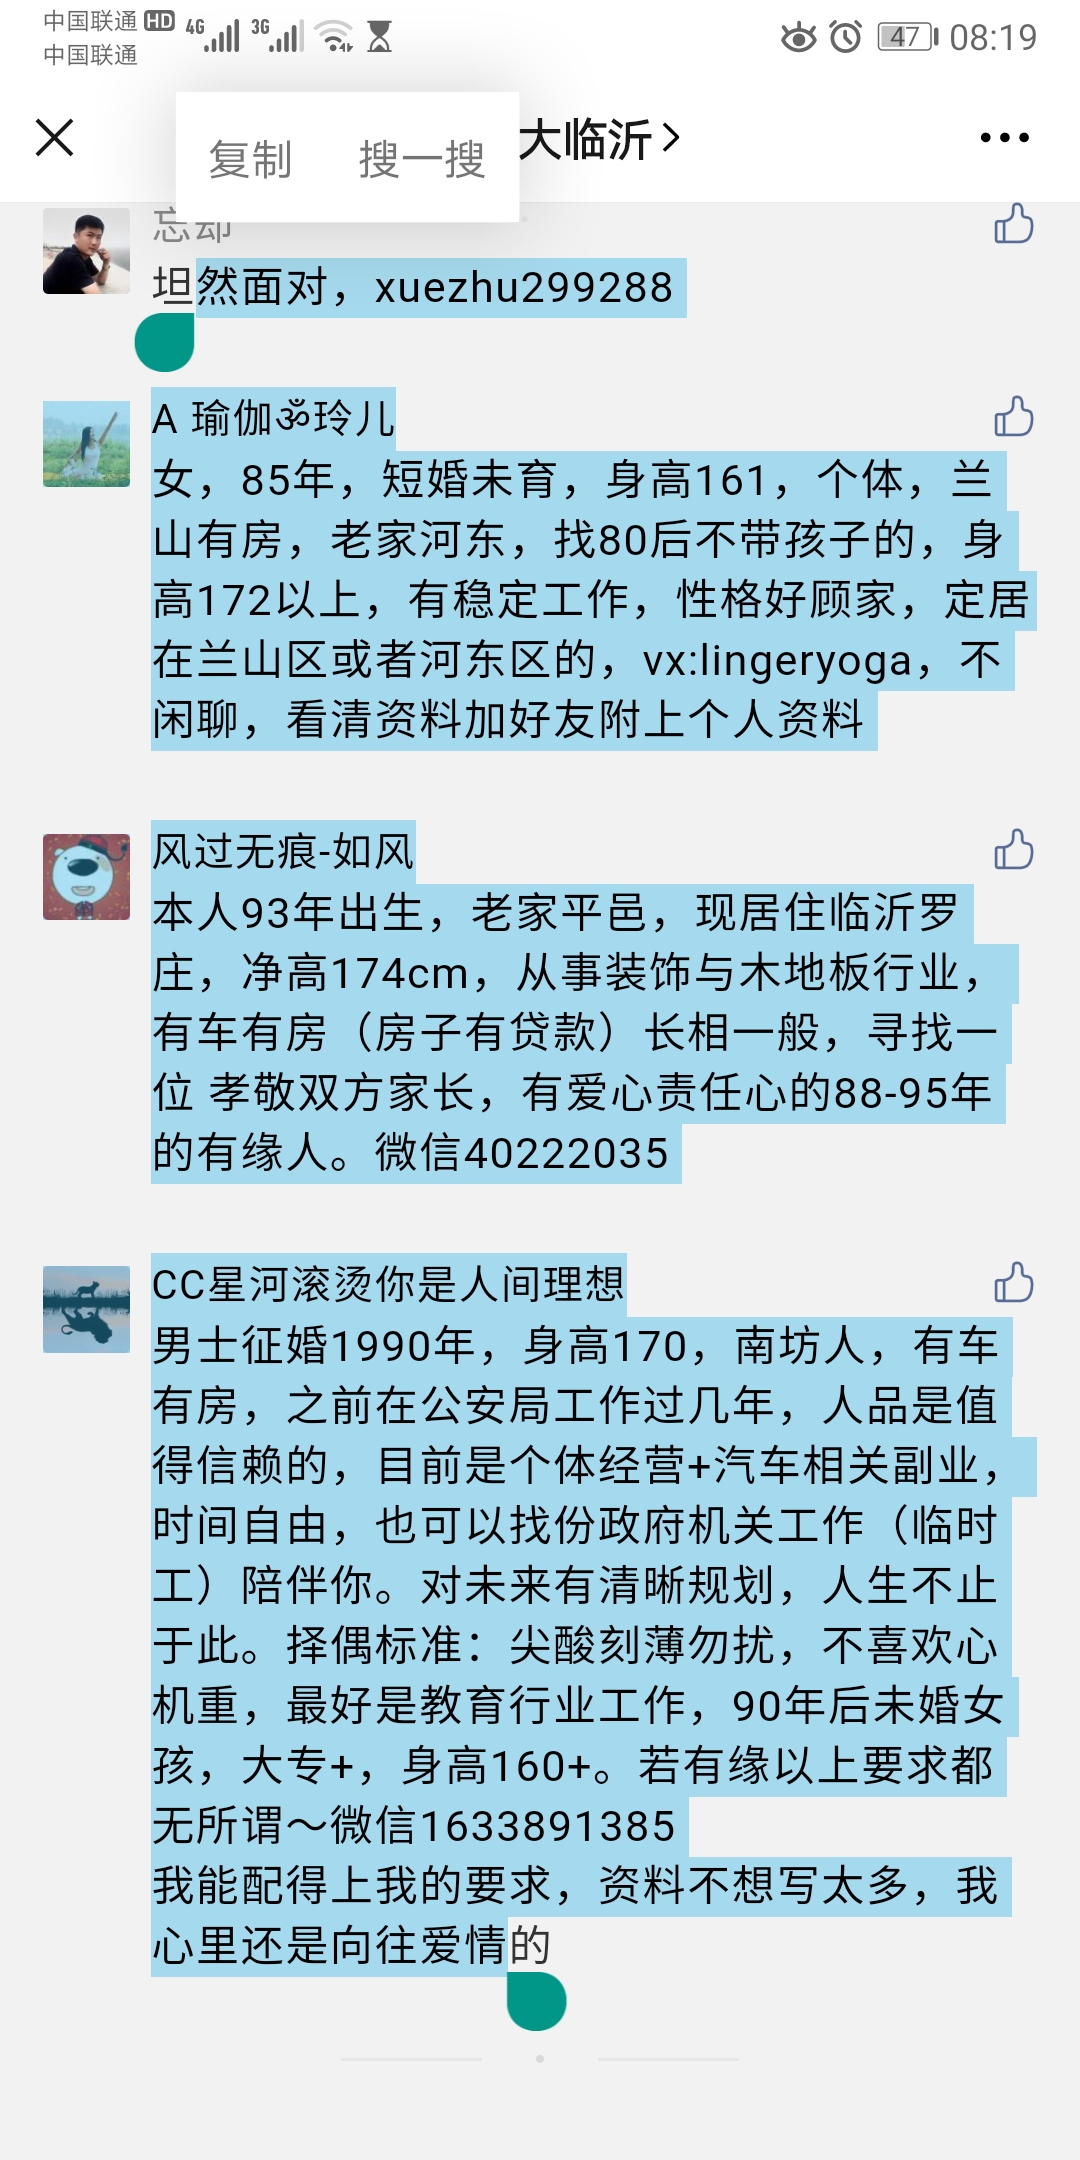 中国联通 HD 4G 3G 47 08:19
中国联通
复制 搜一搜 大临沂
忘却
坦然面对，xuezhu299288
A 瑜伽ॐ玲儿
女，85年，短婚未育，身高161，个体，兰
山有房，老家河东，找80后不带孩子的，身
高172以上，有稳定工作，性格好顾家，定居
在兰山区或者河东区的，vx:lingeryoga，不
闲聊，看清资料加好友附上个人资料
风过无痕-如风
本人93年出生，老家平邑，现居住临沂罗
庄，净高174cm，从事装饰与木地板行业，
有车有房（房子有贷款）长相一般，寻找一
位 孝敬双方家长，有爱心责任心的88-95年
的有缘人。微信40222035
CC星河滚烫你是人间理想
男士征婚1990年，身高170，南坊人，有车
有房，之前在公安局工作过几年，人品是值
得信赖的，目前是个体经营+汽车相关副业，
时间自由，也可以找份政府机关工作（临时
工）陪伴你。对未来有清晰规划，人生不止
于此。择偶标准：尖酸刻薄勿扰，不喜欢心
机重，最好是教育行业工作，90年后未婚女
孩，大专+，身高160+。若有缘以上要求都
无所谓～微信1633891385
我能配得上我的要求，资料不想写太多，我
心里还是向往爱情的